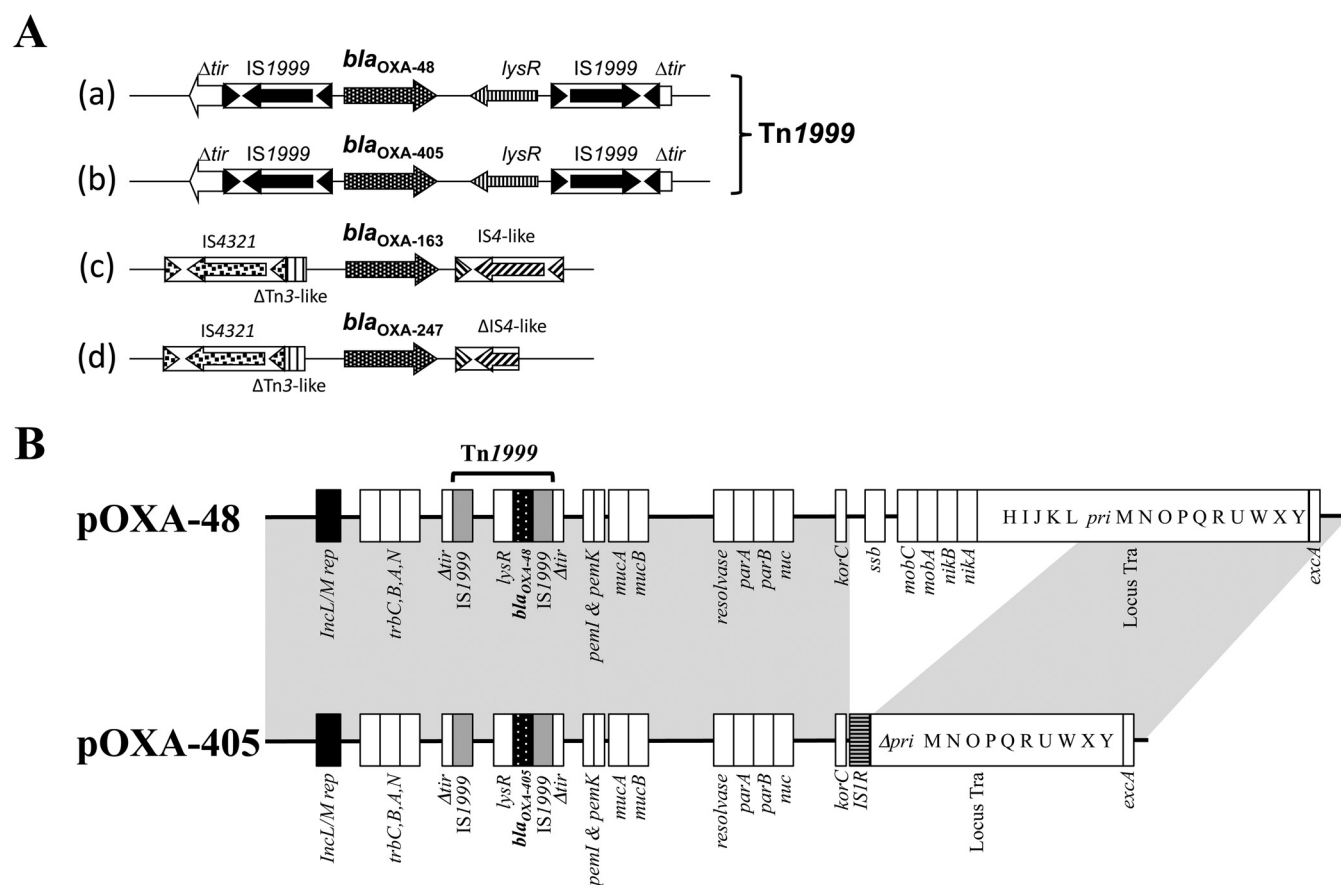 A
Δtir IS1999 blaOXA-48 lysR IS1999 Δtir
(a)
Tn1999
Δtir IS1999 blaOXA-405 lysR IS1999 Δtir
(b)
IS4321 blaOXA-163 IS4-like
(c)
ΔTn3-like
IS4321 blaOXA-247 ΔIS4-like
(d)
ΔTn3-like
B
Tn1999
pOXA-48
H I J K L pri M N O P Q R U W X Y
IncL/M rep
trbC,B,A,N
Δtir
IS1999
lysR
blaOXA-48
IS1999
Δtir
pemI & pemK
mucA
mucB
resolvase
parA
parB
nuc
korC
ssb
mobC
mobA
nikB
nikA
Locus Tra
excA
pOXA-405
Δpri M N O P Q R U W X Y
IncL/M rep
trbC,B,A,N
Δtir
IS1999
lysR
blaOXA-405
IS1999
Δtir
pemI & pemK
mucA
mucB
resolvase
parA
parB
nuc
korC
IS1R
Locus Tra
excA